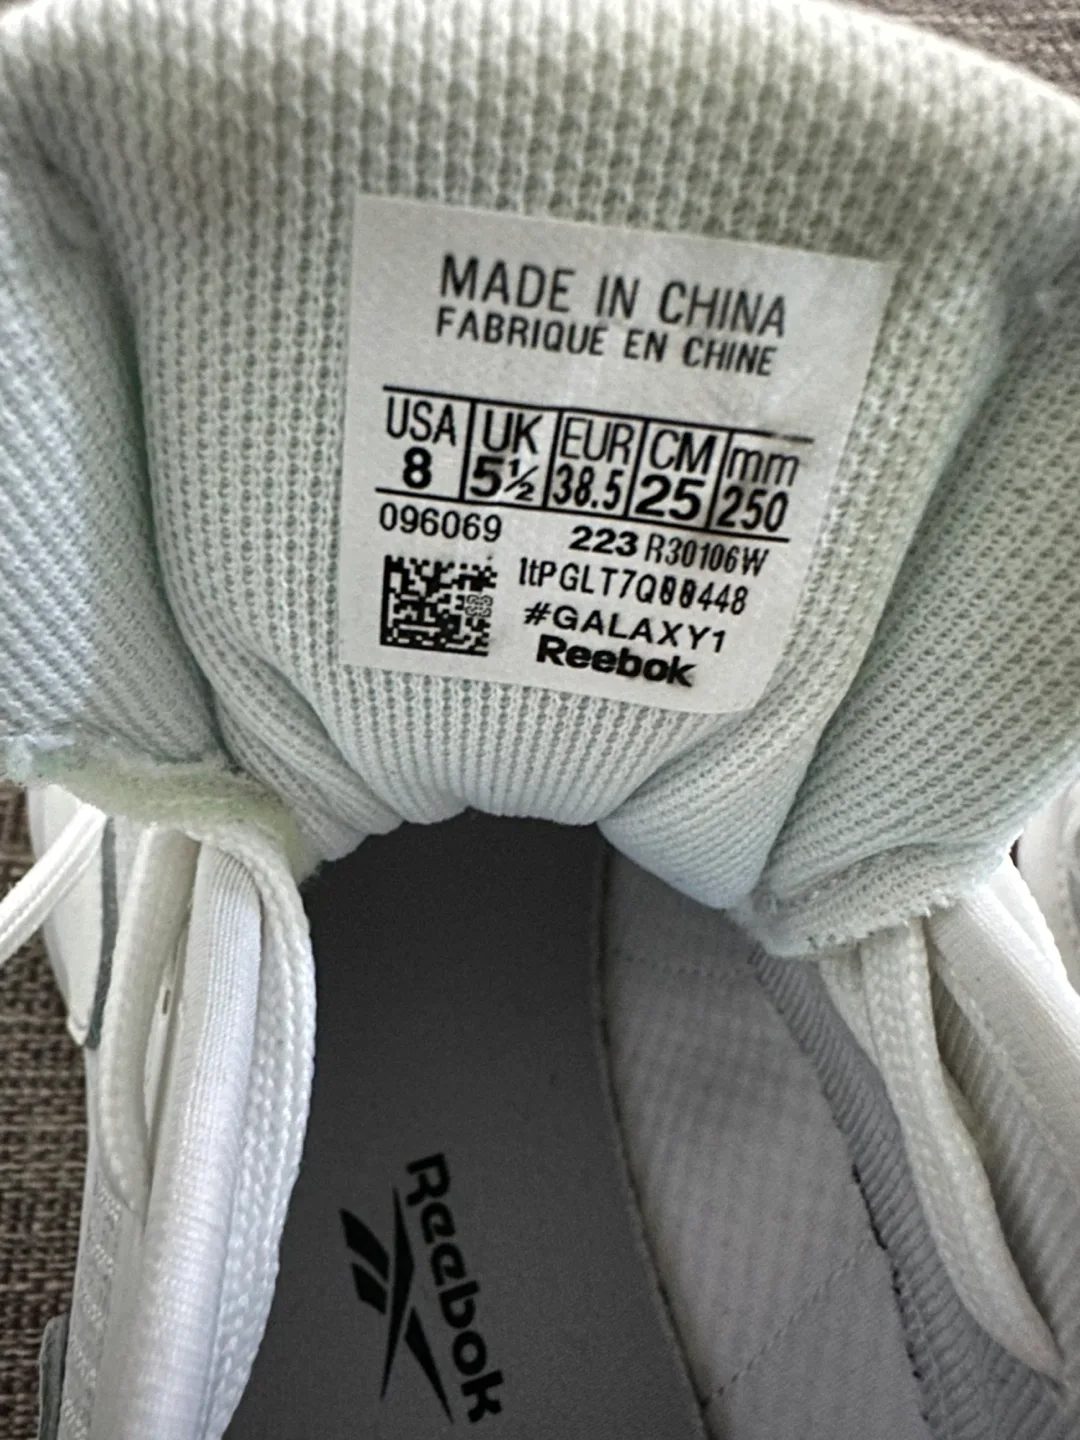 MADE IN CHINA
FABRIQUE EN CHINE
USA UK EUR CM mm
8 5½ 38.5 25 250
096069 223 R30106W
1tPGLT7Q00448
#GALAXY1
Reebok
Reebok